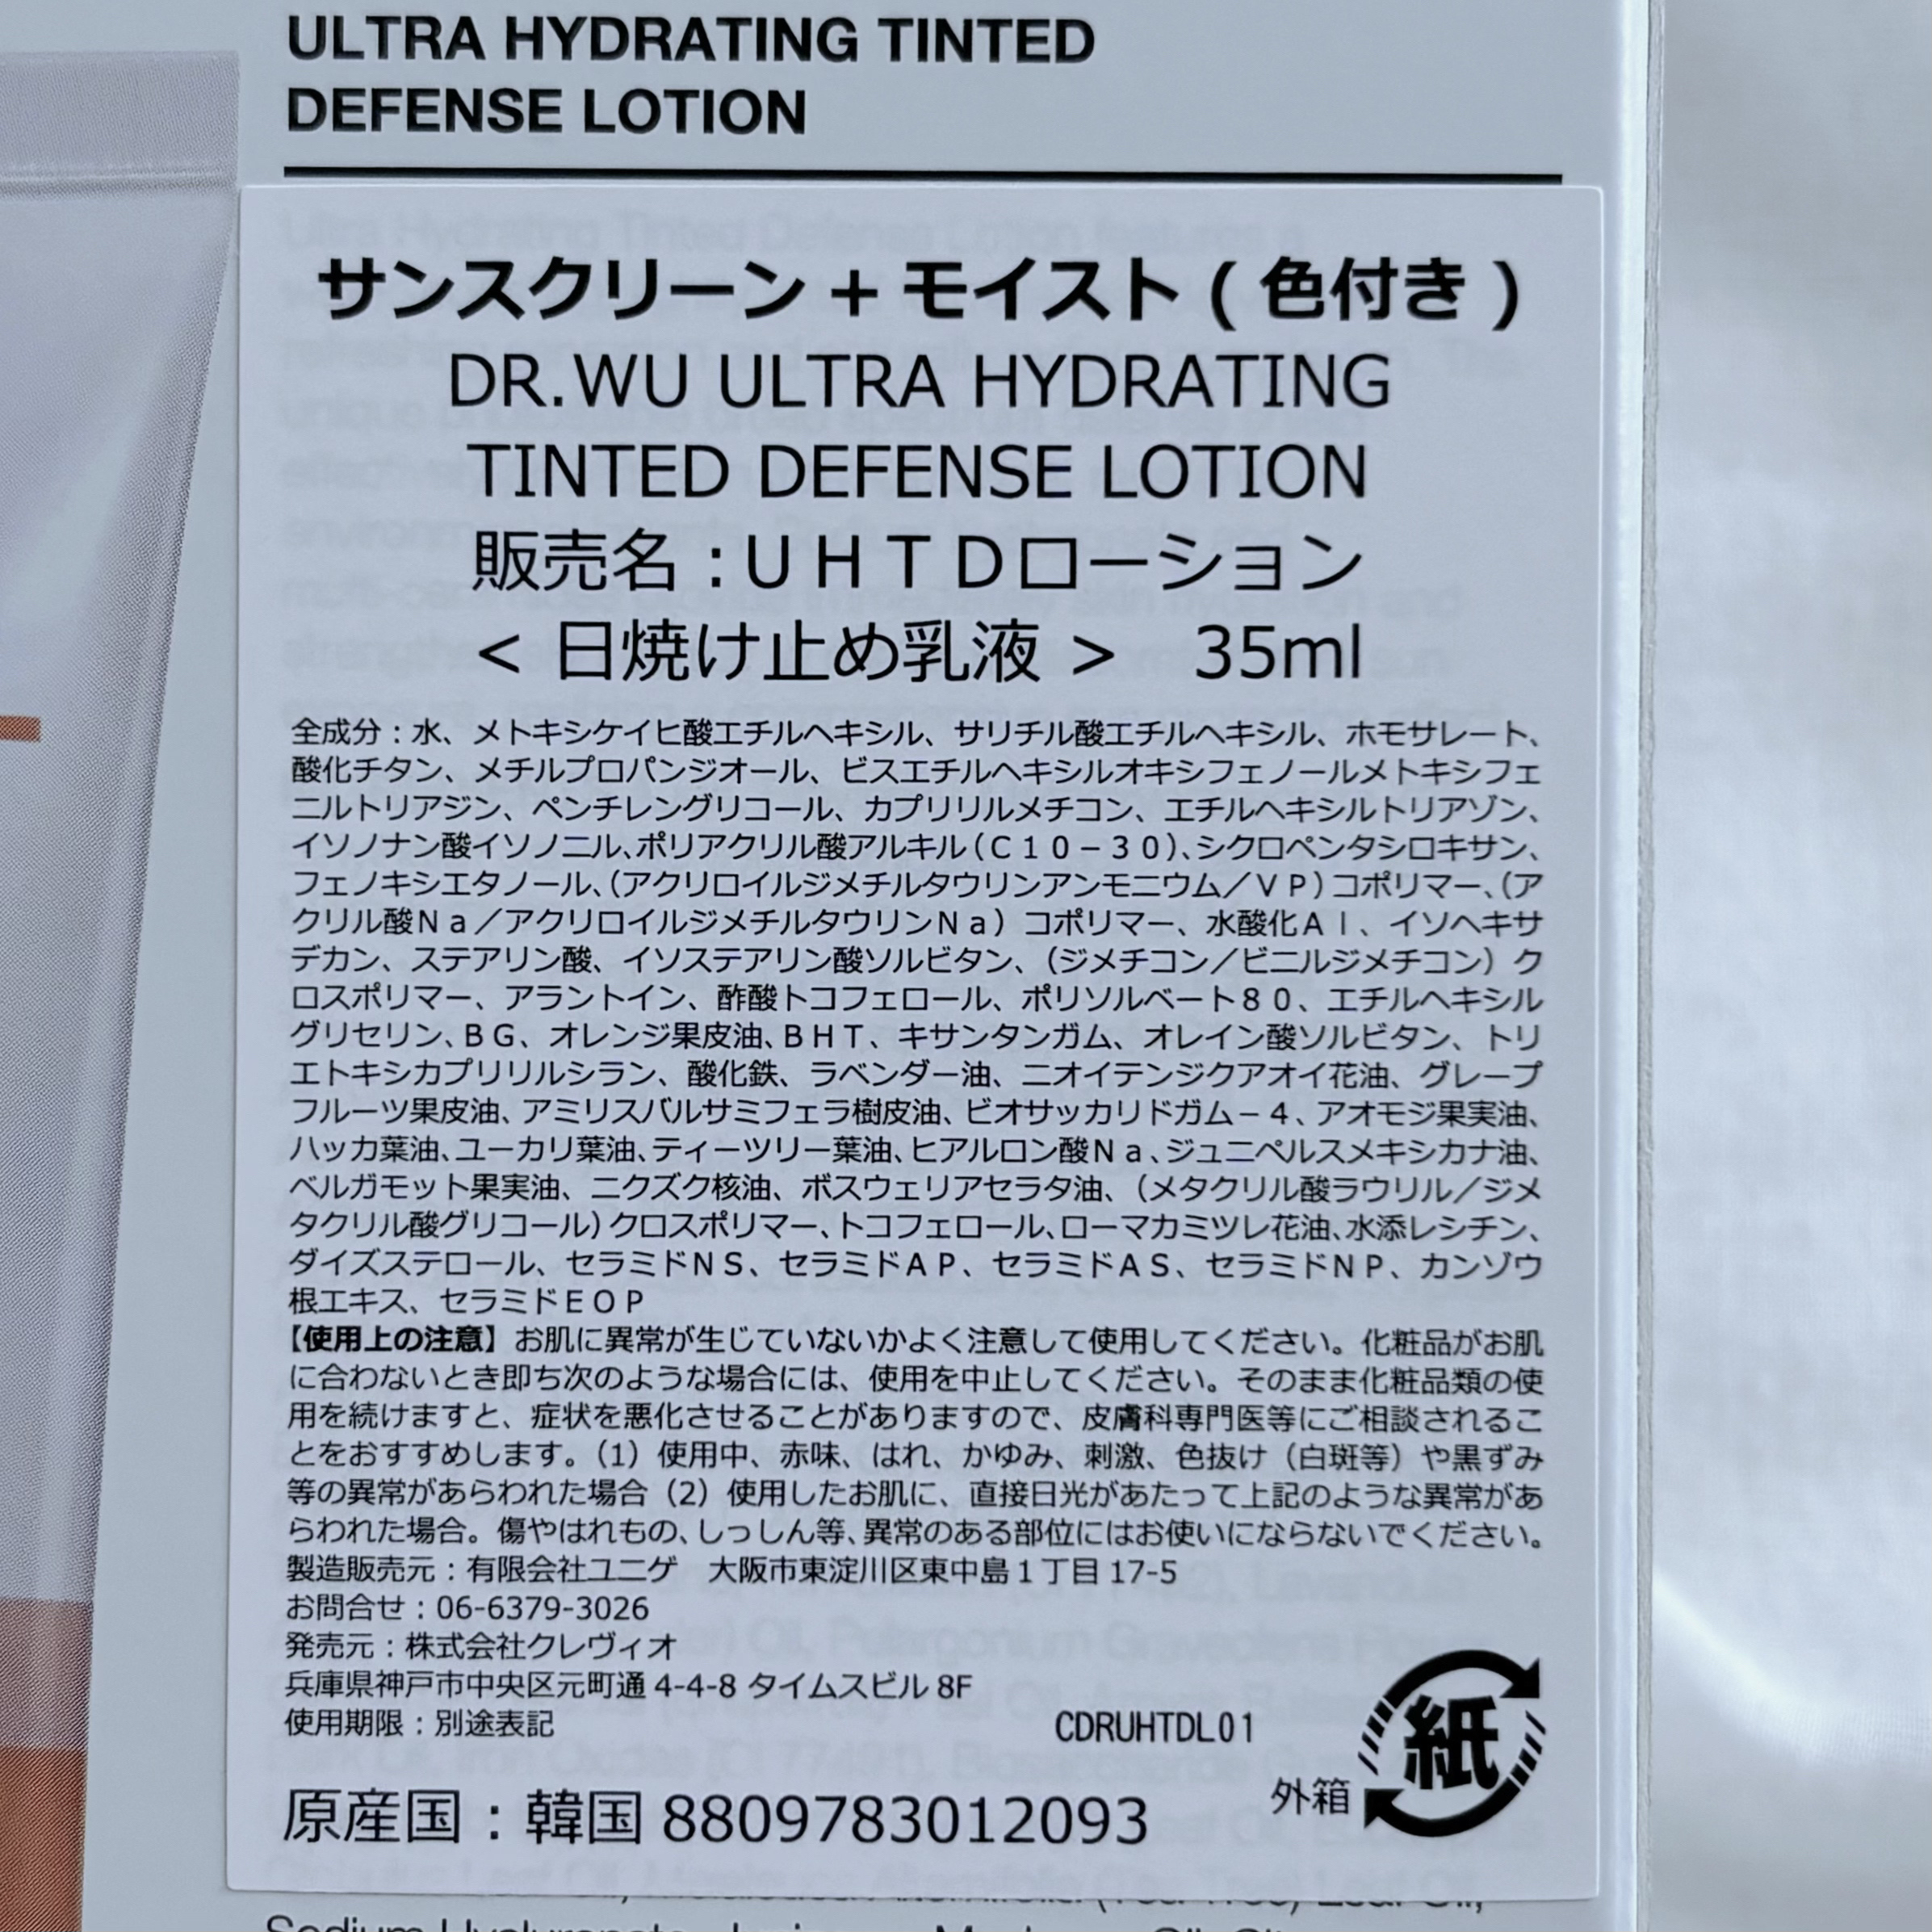 ULTRA HYDRATING TINTED
DEFENSE LOTION
サンスクリーン+モイスト(色付き)
DR.WU ULTRA HYDRATING
TINTED DEFENSE LOTION
販売名:UHTDローション
<日焼け止め乳液> 35ml
全成分:水、メトキシケイヒ酸エチルヘキシル、サリチル酸エチルヘキシル、ホモサレート、
酸化チタン、メチルプロパンジオール、ビスエチルヘキシルオキシフェノールメトキシフェ
ニルトリアジン、ペンチレングリコール、カプリリルメチコン、エチルヘキシルトリアゾン、
イソノナン酸イソノニル、ポリアクリル酸アルキル(C10-30)、シクロペンタシロキサン、
フェノキシエタノール、(アクリロイルジメチルタウリンアンモニウム/VP)コポリマー、(ア
クリル酸Na/アクリロイルジメチルタウリンNa)コポリマー、水酸化Al、イソヘキサ
デカン、ステアリン酸、イソステアリン酸ソルビタン、(ジメチコン/ビニルジメチコン)ク
ロスポリマー、アラントイン、酢酸トコフェロール、ポリソルベート80、エチルヘキシル
グリセリン、BG、オレンジ果皮油、BHT、キサンタンガム、オレイン酸ソルビタン、トリ
エトキシカプリリルシラン、酸化鉄、ラベンダー油、ニオイテンジクアオイ花油、グレープ
フルーツ果皮油、アミリスバルサミフェラ樹皮油、ビオサッカリドガム-4、アオモジ果実油、
ハッカ葉油、ユーカリ葉油、ティーツリー葉油、ヒアルロン酸Na、ジュニペルスメキシカナ油、
ベルガモット果実油、ニクズク核油、ボスウェリアセラタ油、(メタクリル酸ラウリル/ジメ
タクリル酸グリコール)クロスポリマー、トコフェロール、ローマカミツレ花油、水添レシチン、
ダイズステロール、セラミドNS、セラミドAP、セラミドAS、セラミドNP、カンゾウ
根エキス、セラミドEOP
【使用上の注意】お肌に異常が生じていないかよく注意して使用してください。化粧品がお肌
に合わないとき即ち次のような場合には、使用を中止してください。そのまま化粧品類の使
用を続けますと、症状を悪化させることがありますので、皮膚科専門医等にご相談されるこ
とをおすすめします。(1)使用中、赤味、はれ、かゆみ、刺激、色抜け(白斑等)や黒ずみ
等の異常があらわれた場合(2)使用したお肌に、直接日光があたって上記のような異常があ
らわれた場合。傷やはれもの、しっしん等、異常のある部位にはお使いにならないでください。
製造販売元:有限会社ユニゲ 大阪市東淀川区東中島1丁目17-5
お問合せ:06-6379-3026
発売元:株式会社クレヴィオ
兵庫県神戸市中央区元町通4-4-8 タイムスビル8F
使用期限:別途表記
CDRUHTDL01
紙
外箱
原産国:韓国 8809783012093